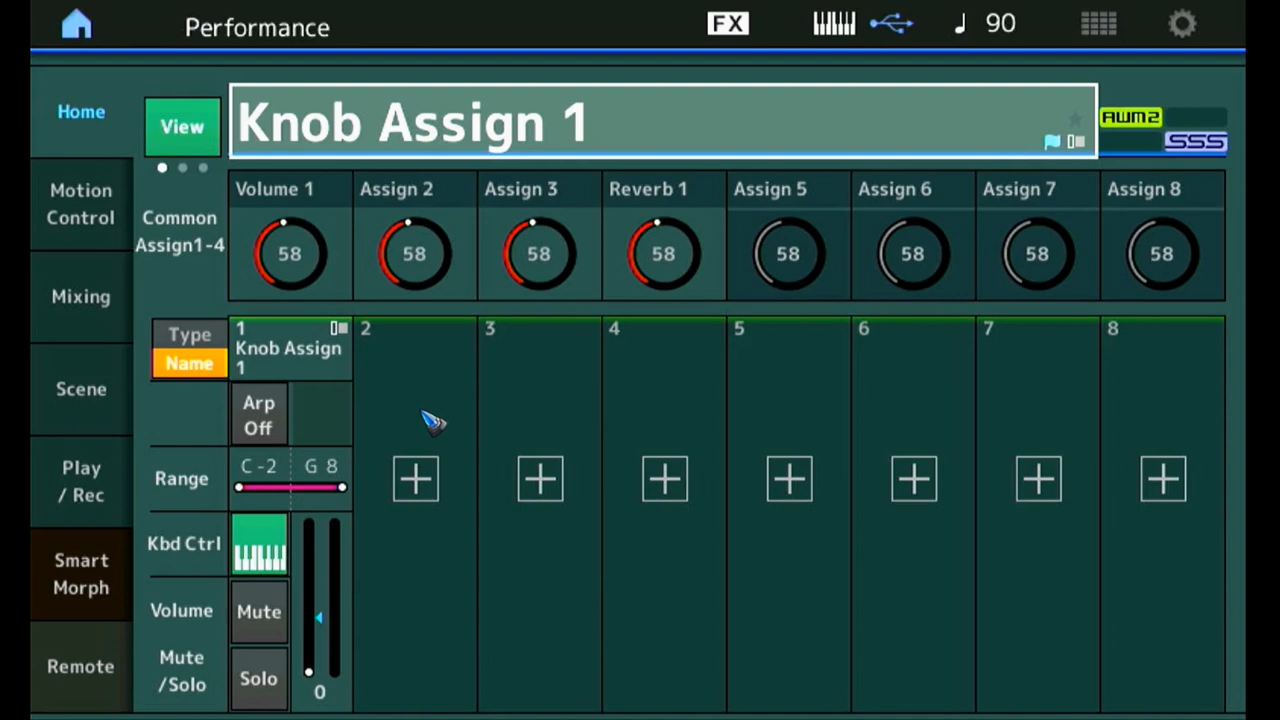 Performance
FX
♩ 90
Home
View
Knob Assign 1
AWM2
SSS
Motion
Control
Common
Assign1-4
Volume 1
Assign 2
Assign 3
Reverb 1
Assign 5
Assign 6
Assign 7
Assign 8
58
58
58
58
58
58
58
58
Mixing
Scene
Play
/ Rec
Smart
Morph
Remote
Type
Name
1
Knob Assign
1
2
3
4
5
6
7
8
Arp
Off
Range
C -2
G 8
Kbd Ctrl
Volume
Mute
Mute
/Solo
Solo
0